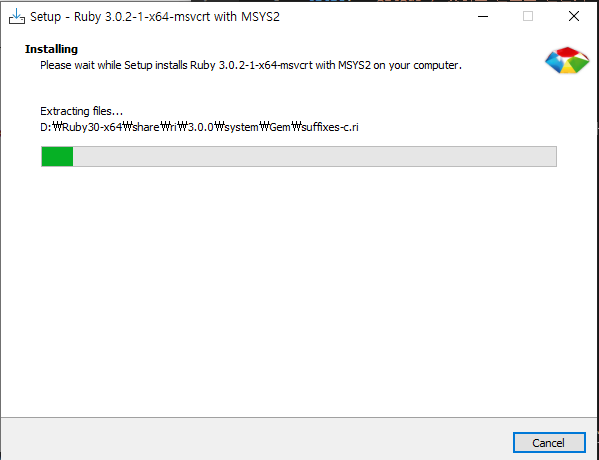 Setup - Ruby 3.0.2-1-x64-msvcrt with MSYS2
Installing
Please wait while Setup installs Ruby 3.0.2-1-x64-msvcrt with MSYS2 on your computer.
Extracting files...
D:₩Ruby30-x64₩share₩ri₩3.0.0₩system₩Gem₩suffixes-c.ri
Cancel